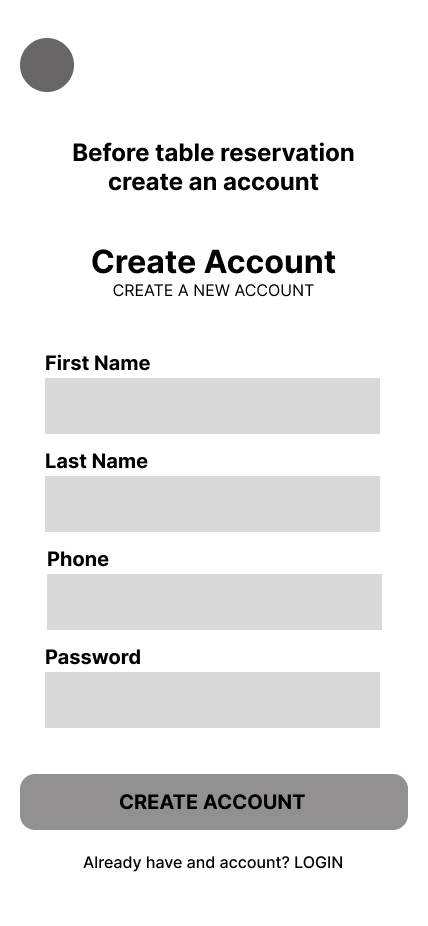 Before table reservation
create an account
Create Account
CREATE A NEW ACCOUNT
First Name
Last Name
Phone
Password
CREATE ACCOUNT
Already have and account? LOGIN